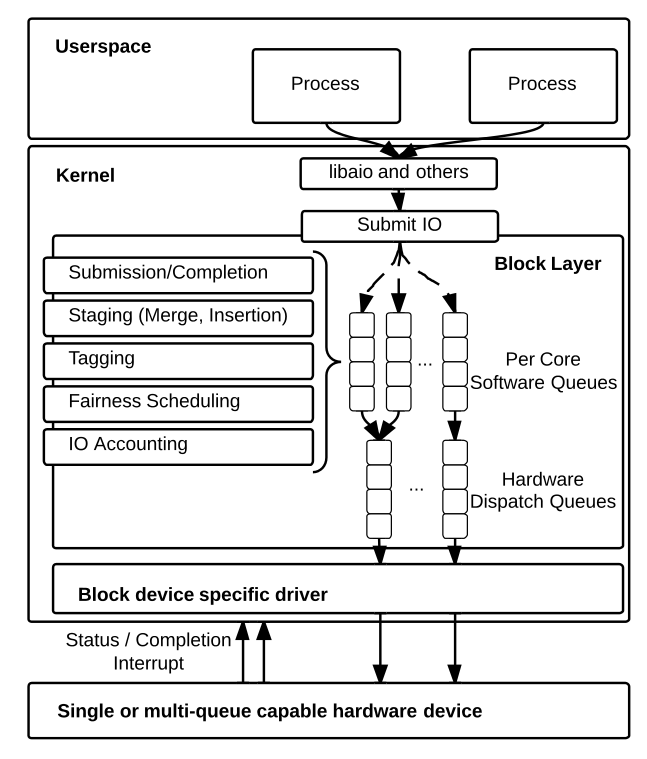 Userspace
Process
Process
Kernel
libaio and others
Submit IO
Block Layer
Submission/Completion
Staging (Merge, Insertion)
Tagging
Fairness Scheduling
IO Accounting
...
Per Core
Software Queues
...
Hardware
Dispatch Queues
Block device specific driver
Status / Completion
Interrupt
Single or multi-queue capable hardware device